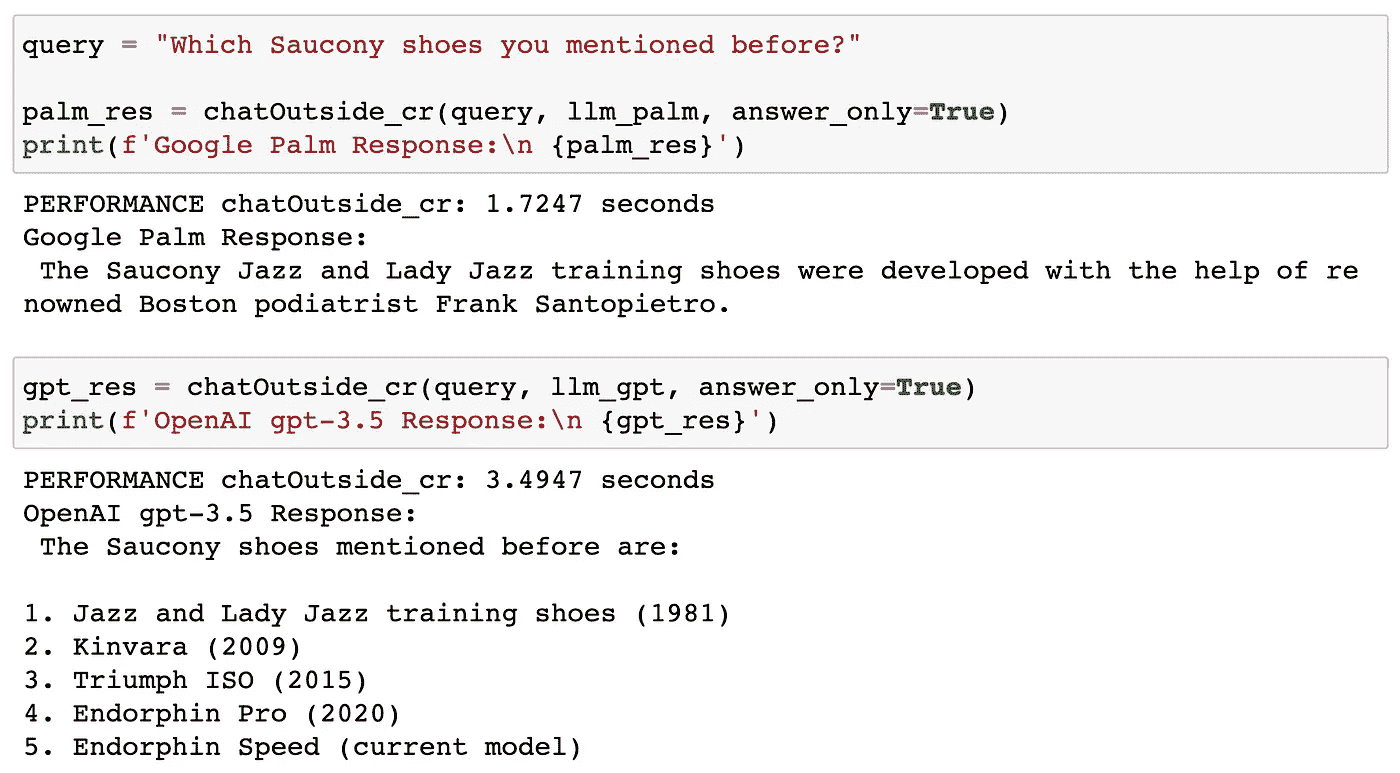 query = "Which Saucony shoes you mentioned before?"
palm_res = chatOutside_cr(query, llm_palm, answer_only=True)
print(f'Google Palm Response:\n {palm_res}')
PERFORMANCE chatOutside_cr: 1.7247 seconds
Google Palm Response:
The Saucony Jazz and Lady Jazz training shoes were developed with the help of re
nowned Boston podiatrist Frank Santopietro.
gpt_res = chatOutside_cr(query, llm_gpt, answer_only=True)
print(f'OpenAI gpt-3.5 Response:\n {gpt_res}')
PERFORMANCE chatOutside_cr: 3.4947 seconds
OpenAI gpt-3.5 Response:
The Saucony shoes mentioned before are:
1. Jazz and Lady Jazz training shoes (1981)
2. Kinvara (2009)
3. Triumph ISO (2015)
4. Endorphin Pro (2020)
5. Endorphin Speed (current model)